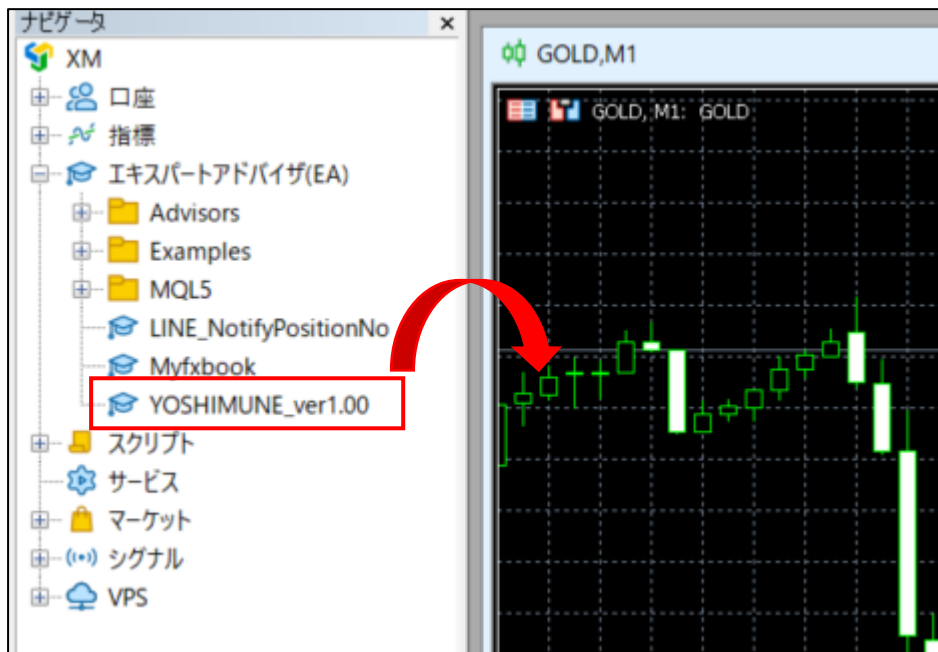 ナビゲータ
XM
口座
指標
エキスパートアドバイザ(EA)
Advisors
Examples
MQL5
LINE_NotifyPositionNo
Myfxbook
YOSHIMUNE_ver1.00
スクリプト
サービス
マーケット
シグナル
VPS
GOLD,M1
GOLD, M1: GOLD